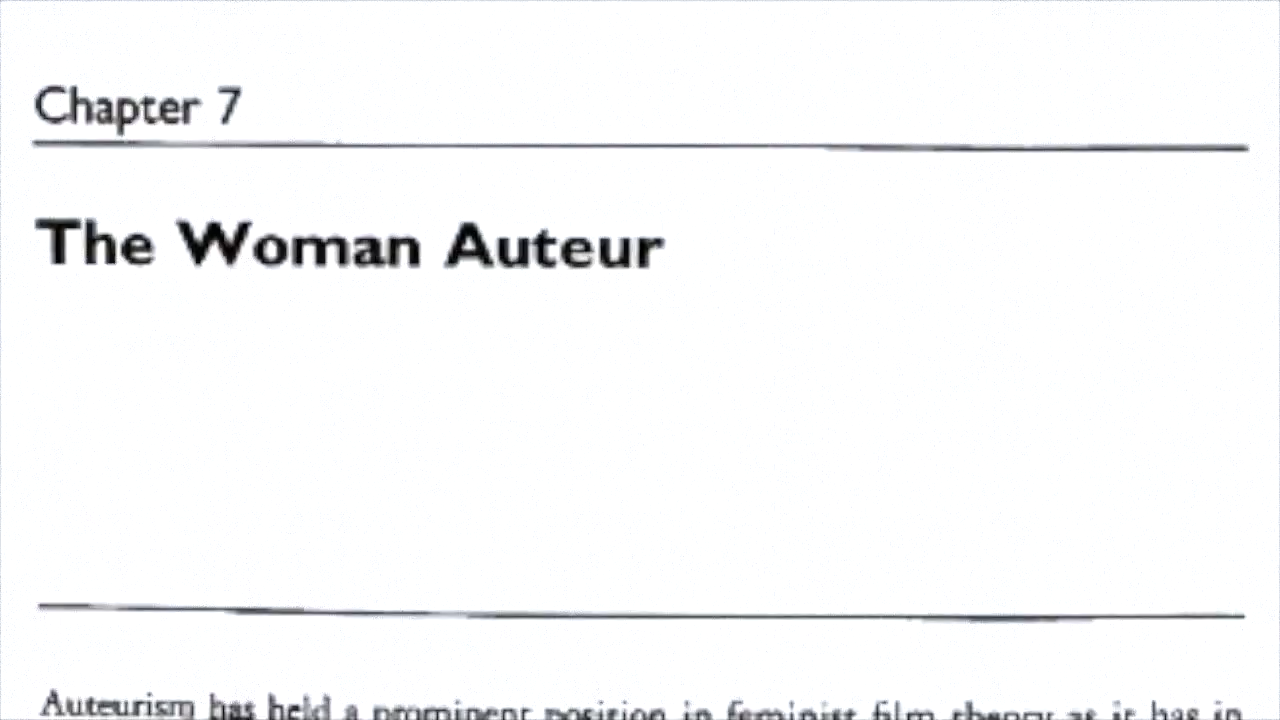 Chapter 7
The Woman Auteur
Auteurism has held a prominent position in feminist film theory as it has in